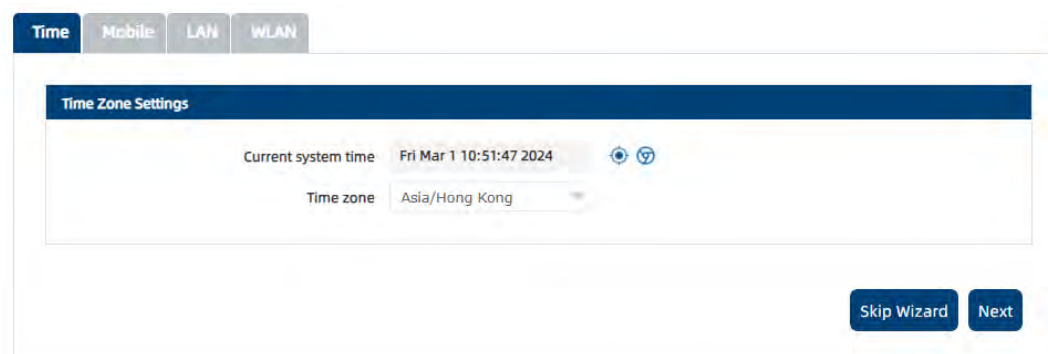 Time Mobile LAN WLAN
Time Zone Settings
Current system time Fri Mar 1 10:51:47 2024
Time zone Asia/Hong Kong
Skip Wizard Next